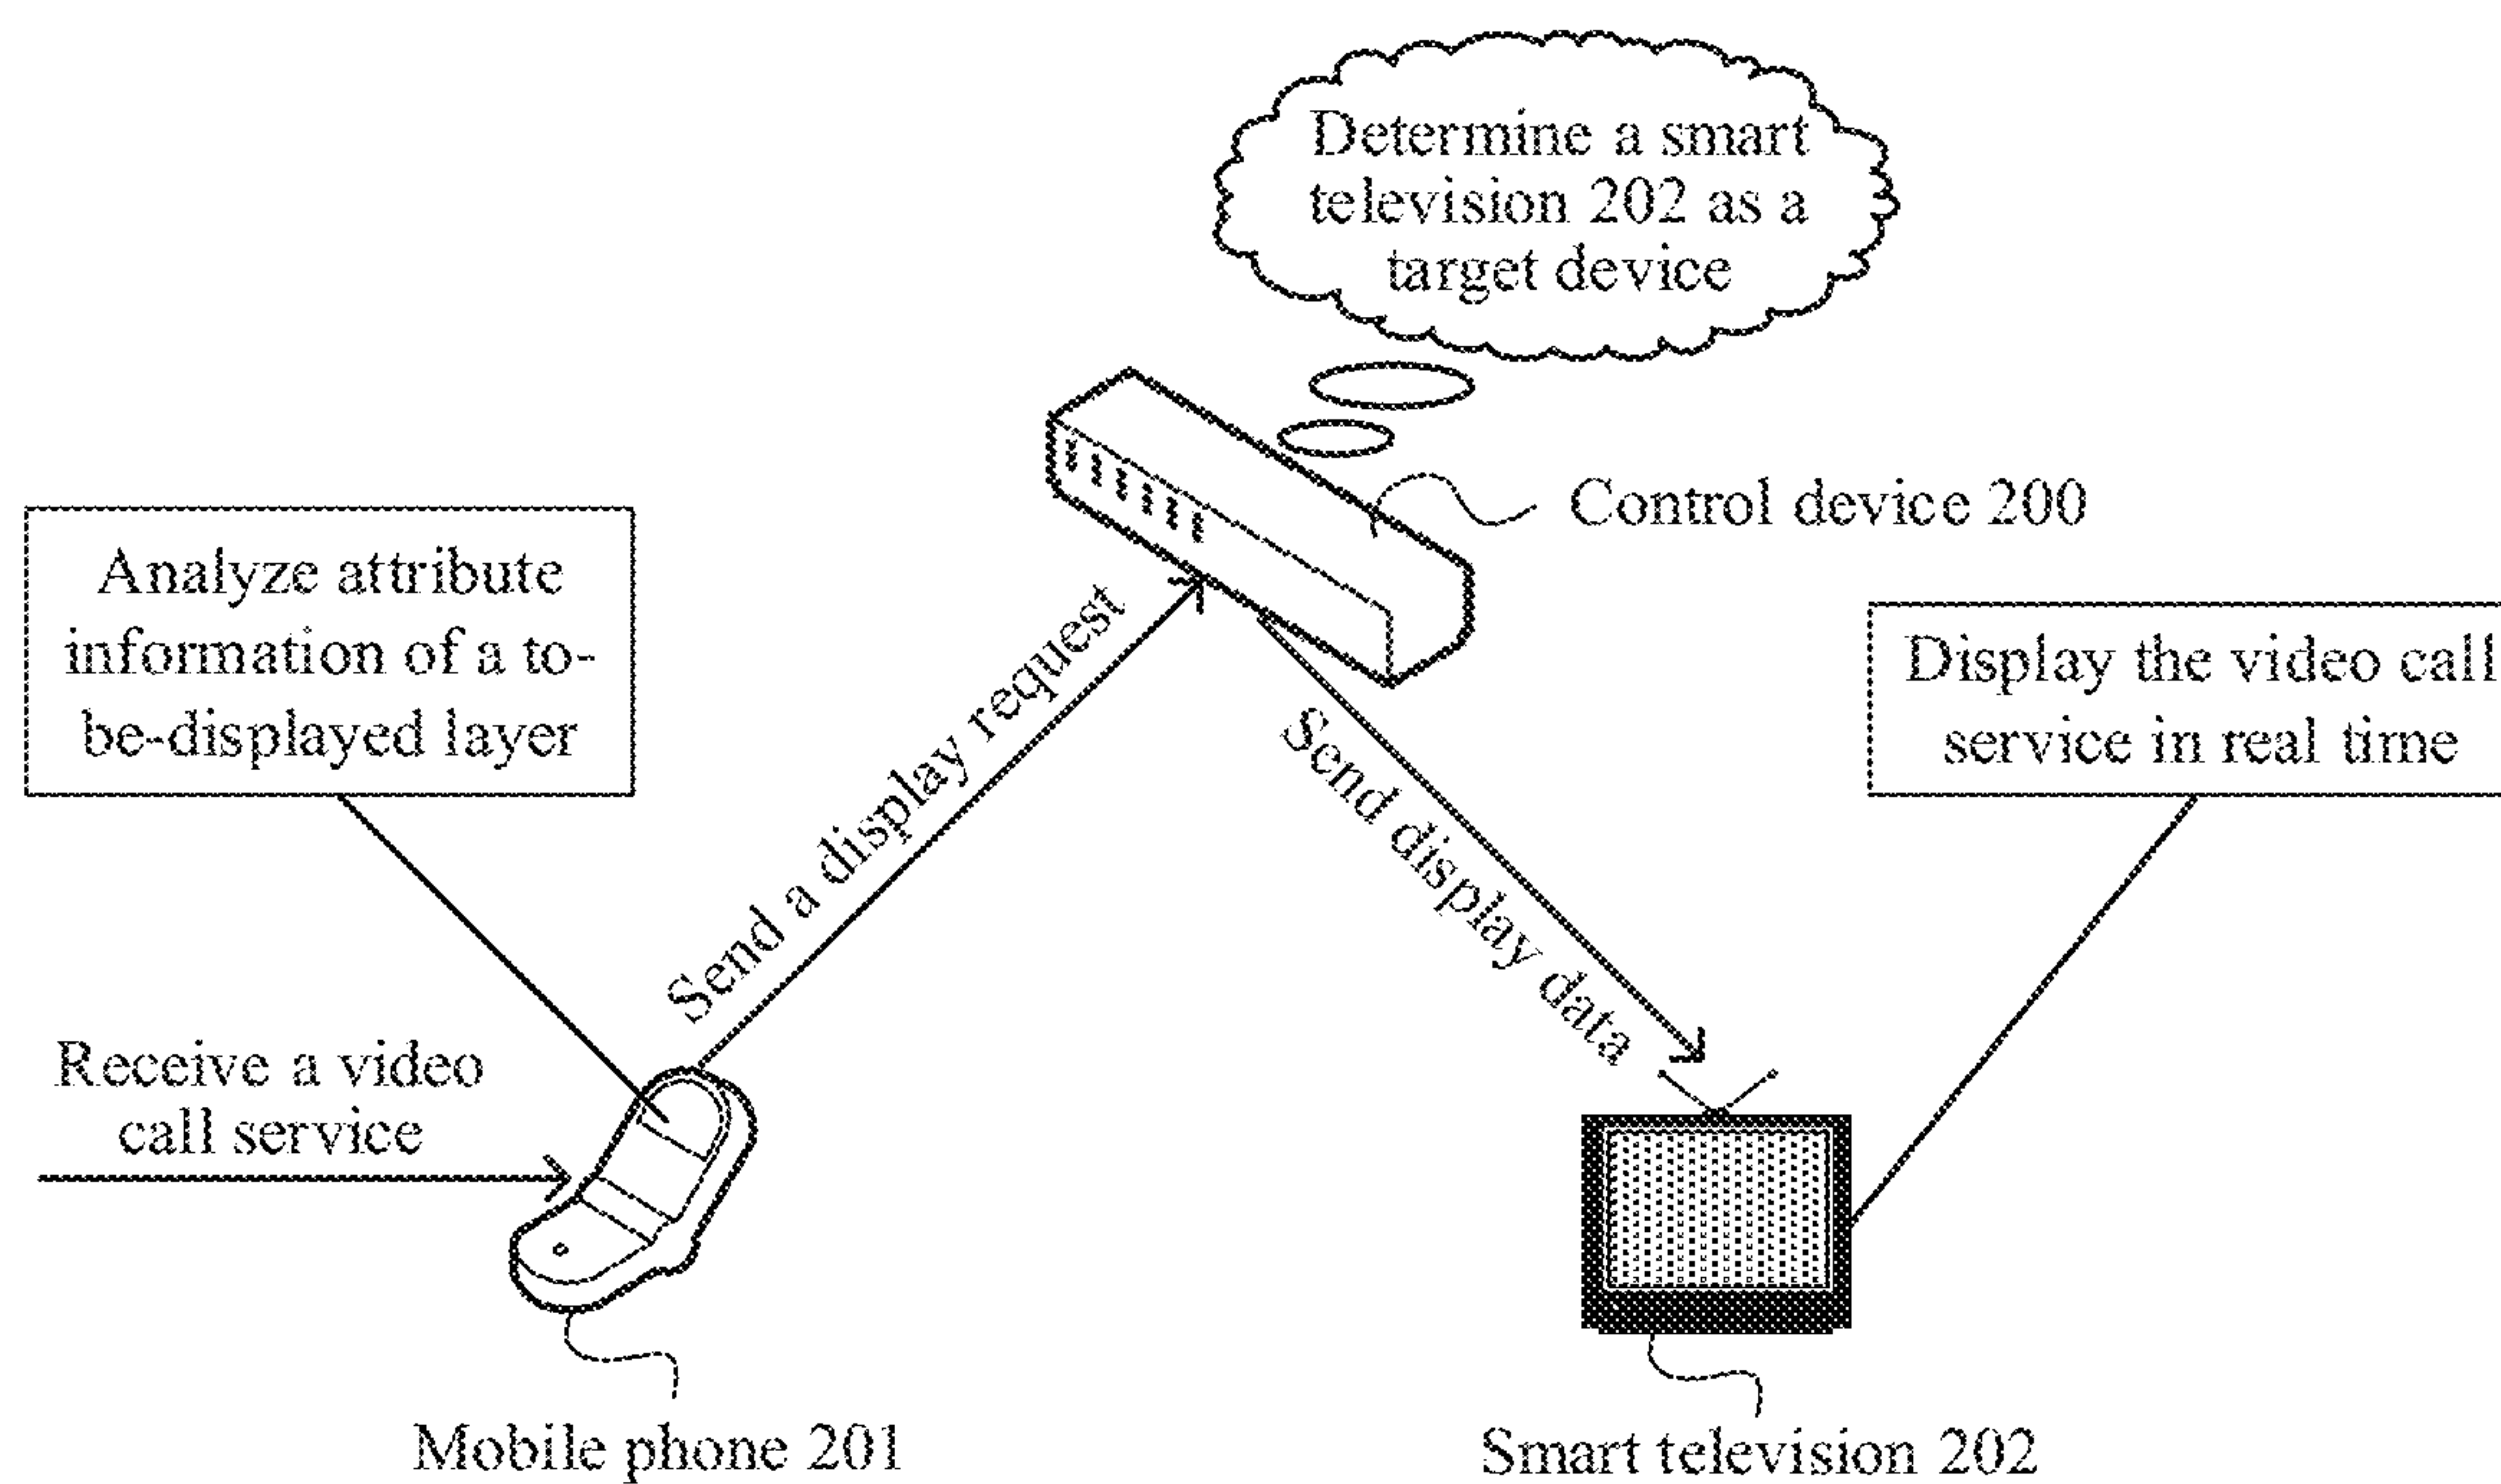 Determine a smart
television 202 as a
target device
Control device 200
Analyze attribute
information of a to-
be-displayed layer
Send a display request
Display the video call
service in real time
Send display data
Receive a video
call service
Mobile phone 201
Smart television 202